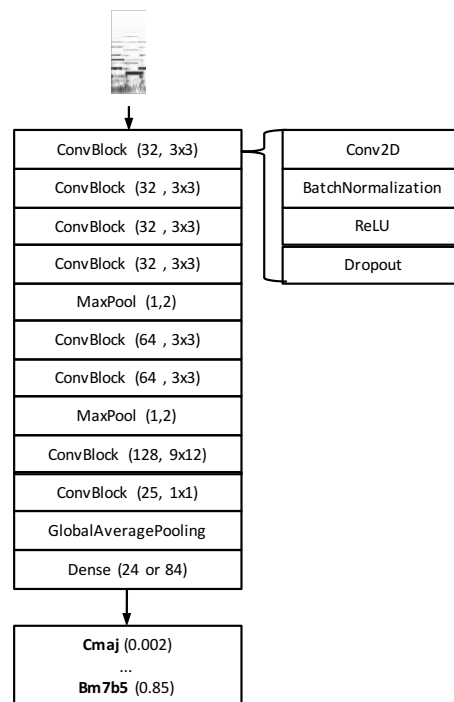 ConvBlock (32, 3x3)
ConvBlock (32 , 3x3)
ConvBlock (32 , 3x3)
ConvBlock (32 , 3x3)
MaxPool (1,2)
ConvBlock (64 , 3x3)
ConvBlock (64 , 3x3)
MaxPool (1,2)
ConvBlock (128, 9x12)
ConvBlock (25, 1x1)
GlobalAveragePooling
Dense (24 or 84)
Conv2D
BatchNormalization
ReLU
Dropout
Cmaj (0.002)
...
Bm7b5 (0.85)